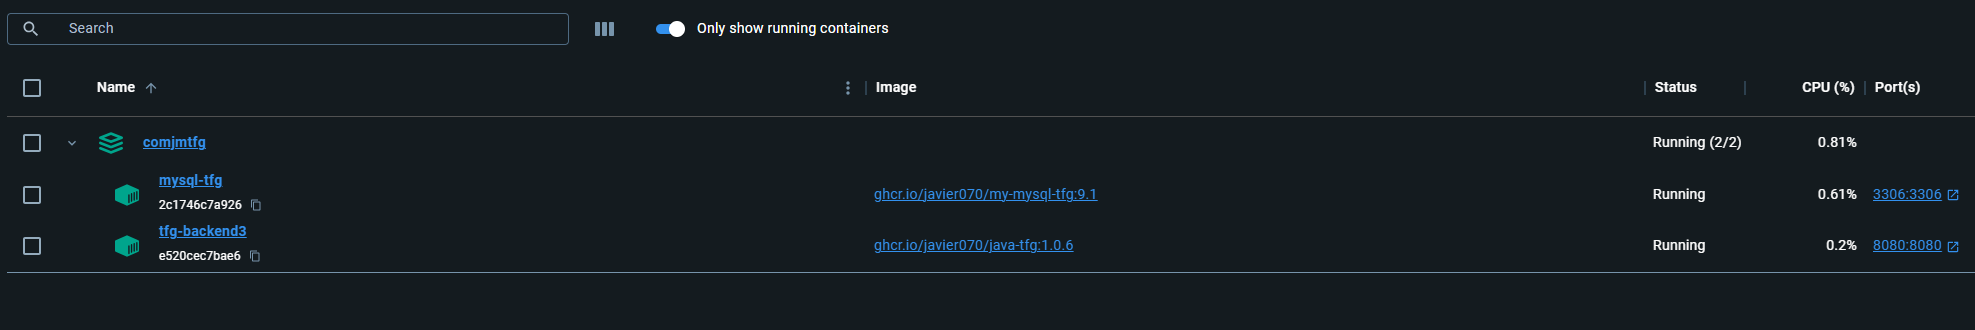 Search
Only show running containers
Name Image Status CPU (%) Port(s)
comjmtfg Running (2/2) 0.81%
mysql-tfg
2c1746c7a926 ghcr.io/javier070/my-mysql-tfg:9.1 Running 0.61% 3306:3306
tfg-backend3
e520cec7bae6 ghcr.io/javier070/java-tfg:1.0.6 Running 0.2% 8080:8080